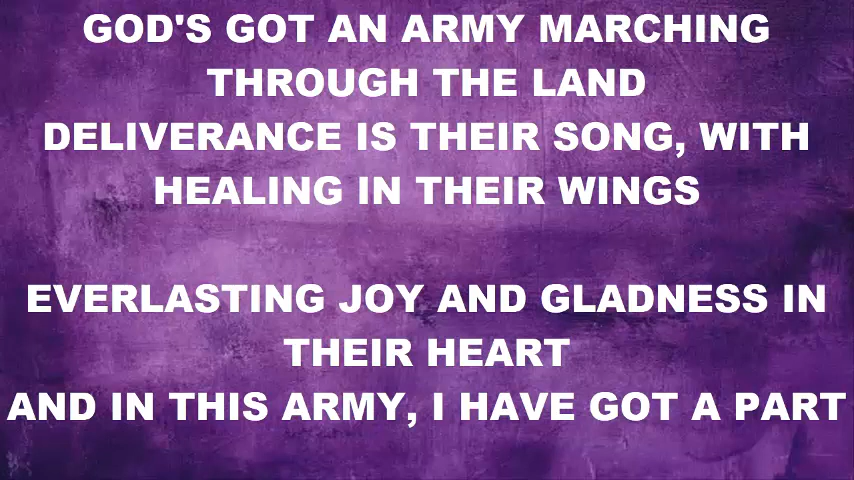 GOD'S GOT AN ARMY MARCHING
THROUGH THE LAND
DELIVERANCE IS THEIR SONG, WITH
HEALING IN THEIR WINGS
EVERLASTING JOY AND GLADNESS IN
THEIR HEART
AND IN THIS ARMY, I HAVE GOT A PART